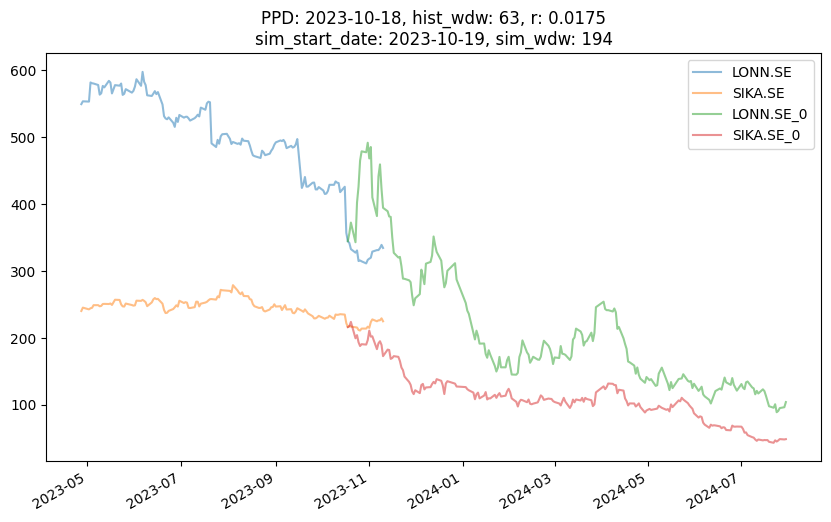 PPD: 2023-10-18, hist_wdw: 63, r: 0.0175
sim_start_date: 2023-10-19, sim_wdw: 194
LONN.SE
SIKA.SE
LONN.SE_0
SIKA.SE_0
600
500
400
300
200
100
2023-05
2023-07
2023-09
2023-11
2024-01
2024-03
2024-05
2024-07